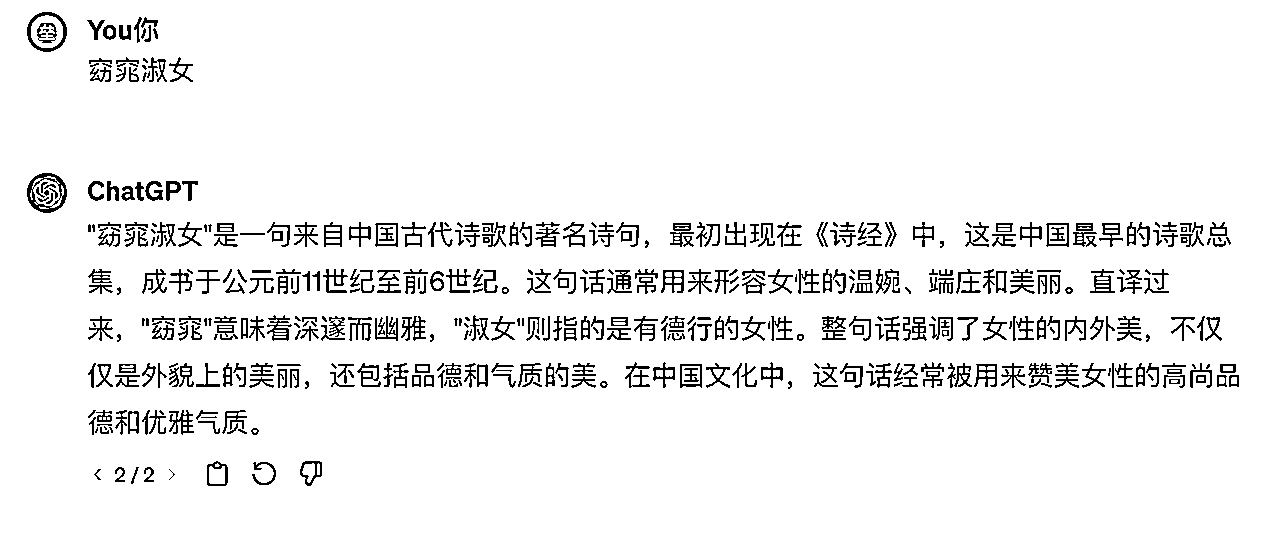 You你
窈窕淑女
ChatGPT
"窈窕淑女"是一句来自中国古代诗歌的著名诗句，最初出现在《诗经》中，这是中国最早的诗歌总
集，成书于公元前11世纪至前6世纪。这句话通常用来形容女性的温婉、端庄和美丽。直译过
来，"窈窕"意味着深邃而幽雅，"淑女"则指的是有德行的女性。整句话强调了女性的内外美，不仅
仅是外貌上的美丽，还包括品德和气质的美。在中国文化中，这句话经常被用来赞美女性的高尚品
德和优雅气质。
2/2